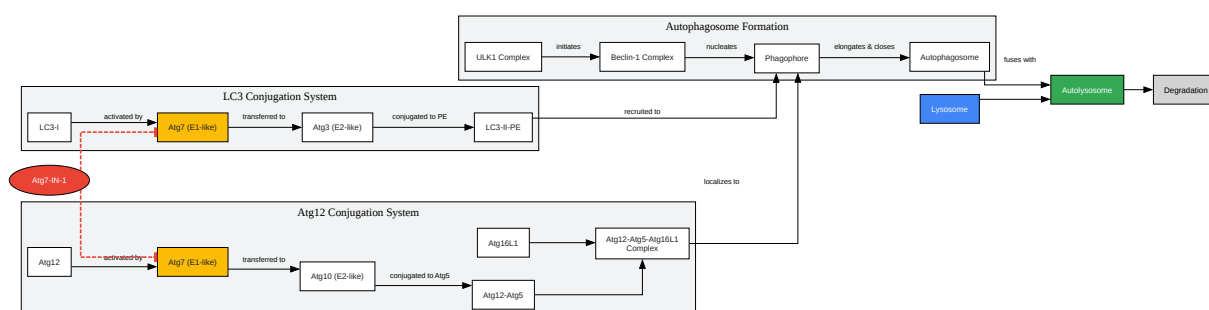 Autophagosome Formation
ULK1 Complex
initiates
Beclin-1 Complex
nucleates
Phagophore
elongates & closes
Autophagosome
fuses with
Autolysosome
Degradation
Lysosome
LC3 Conjugation System
LC3-I
activated by
Atg7 (E1-like)
transferred to
Atg3 (E2-like)
conjugated to PE
LC3-II-PE
recruited to
Atg7-IN-1
localizes to
Atg12 Conjugation System
Atg12
activated by
Atg7 (E1-like)
transferred to
Atg10 (E2-like)
conjugated to Atg5
Atg12-Atg5
Atg16L1
Atg12-Atg5-Atg16L1
Complex